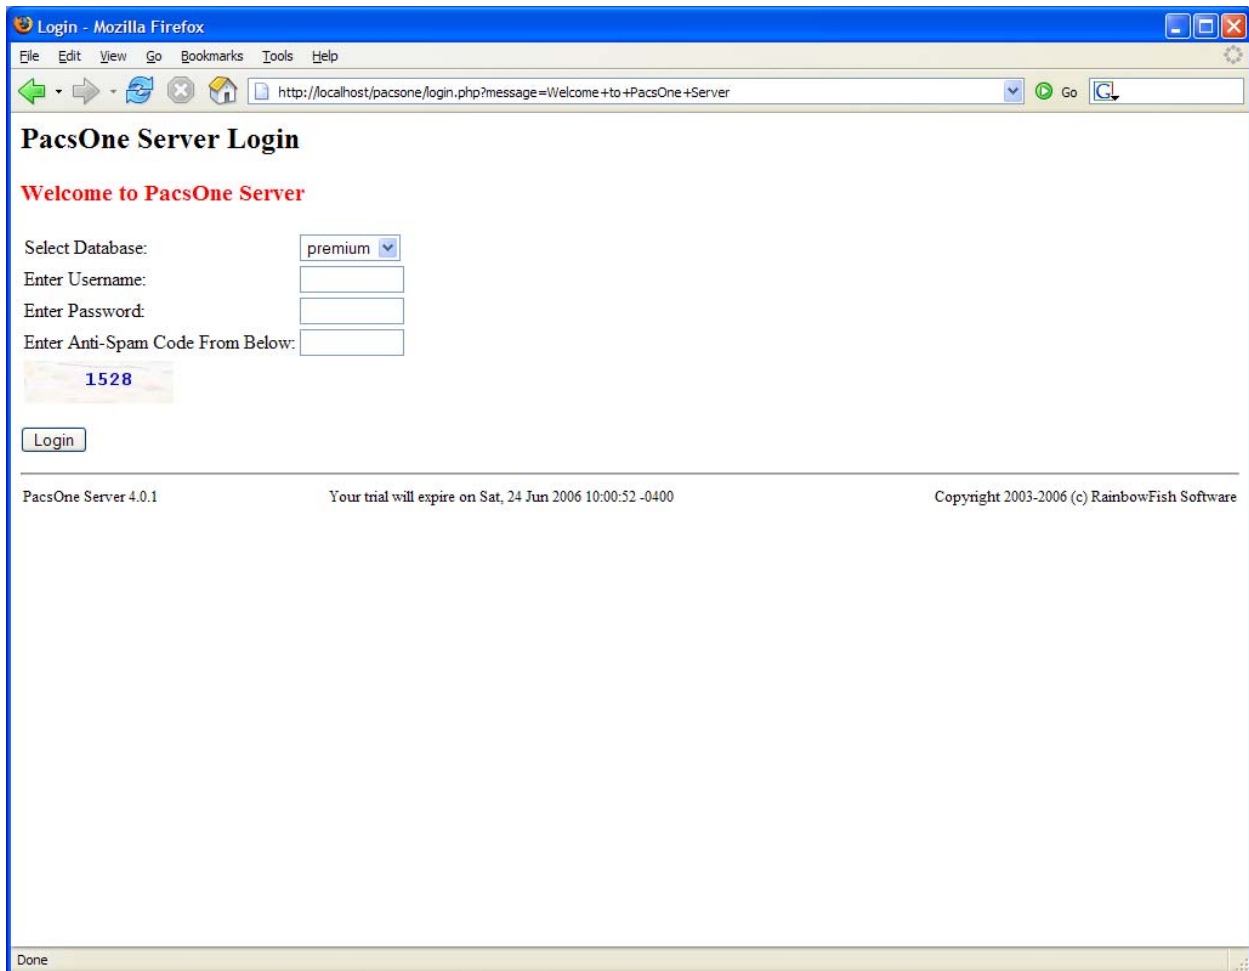 Login - Mozilla Firefox
File Edit View Go Bookmarks Tools Help
http://localhost/pacsone/login.php?message=Welcome+to+PacsOne+Server Go G
PacsOne Server Login
Welcome to PacsOne Server
Select Database: premium
Enter Username:
Enter Password:
Enter Anti-Spam Code From Below:
1528
Login
PacsOne Server 4.0.1 Your trial will expire on Sat, 24 Jun 2006 10:00:52 -0400 Copyright 2003-2006 (c) RainbowFish Software
Done